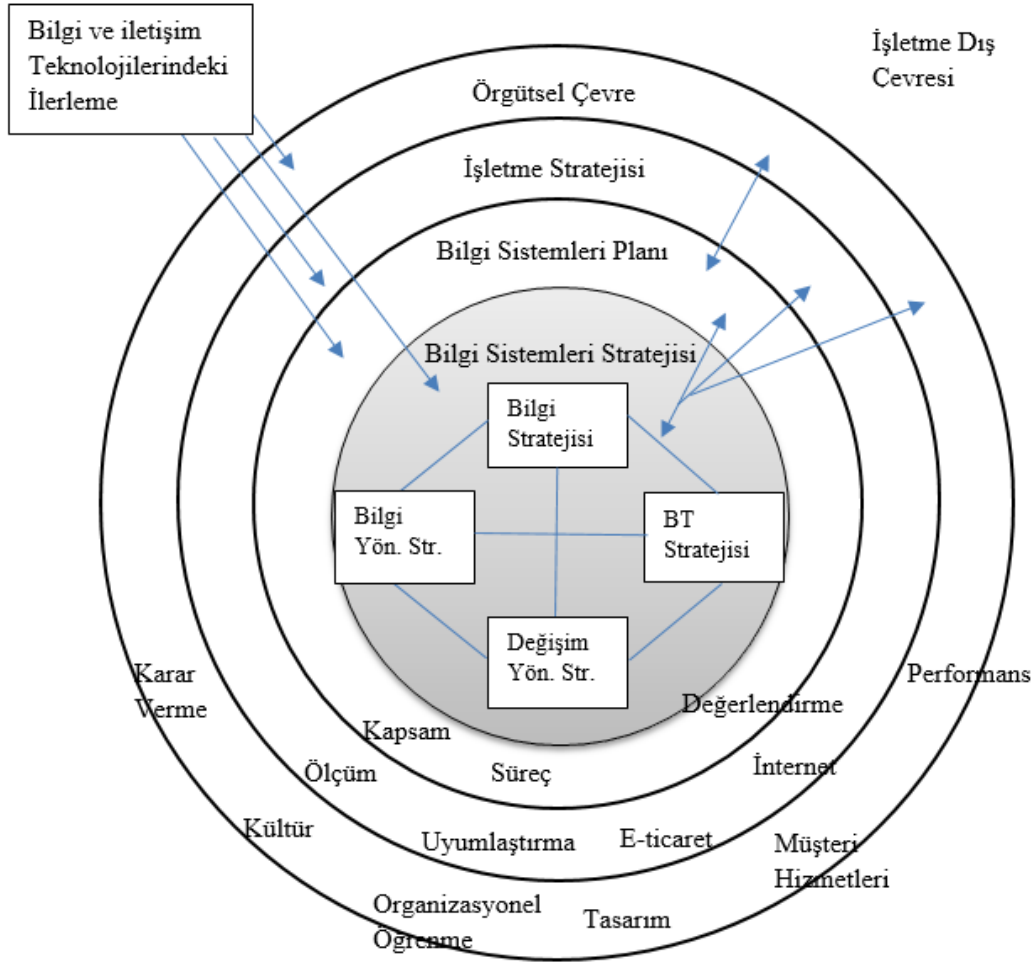 Bilgi ve iletişim
Teknolojilerindeki
İlerleme
İşletme Dış
Çevresi
Örgütsel Çevre
İşletme Stratejisi
Bilgi Sistemleri Planı
Bilgi Sistemleri Stratejisi
Bilgi
Stratejisi
Bilgi
Yön. Str.
BT
Stratejisi
Değişim
Yön. Str.
Karar
Verme
Performans
Değerlendirme
Kapsam
Ölçüm
Süreç
İnternet
Kültür
Uyumlaştırma
E-ticaret
Müşteri
Hizmetleri
Organizasyonel
Öğrenme
Tasarım